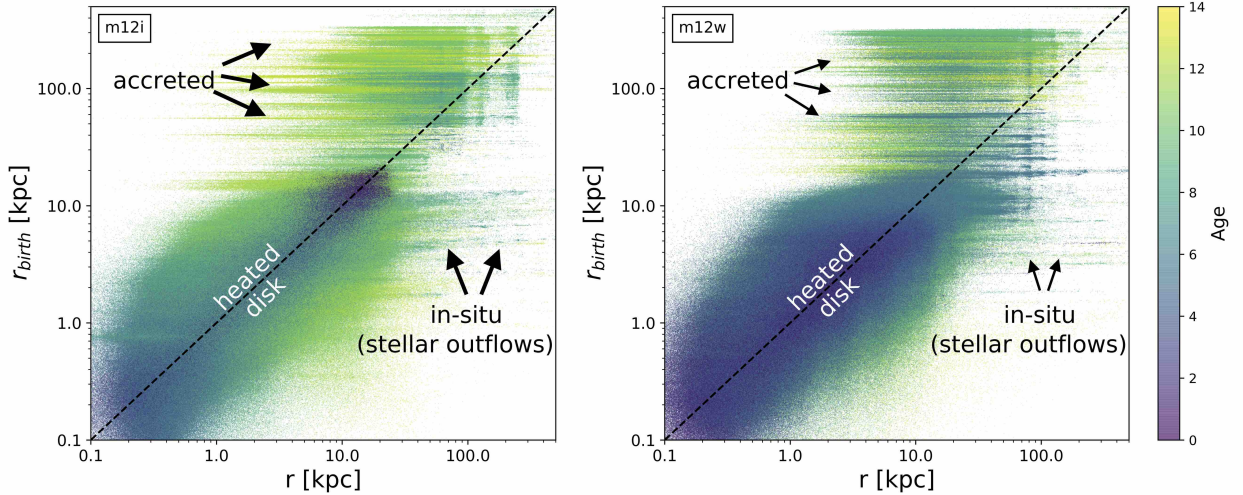 m12i
accreted
heated
disk
in-situ
(stellar outflows)
100.0
10.0
1.0
0.1
r_birth [kpc]
0.1
1.0
10.0
100.0
r [kpc]
m12w
accreted
heated
disk
in-situ
(stellar outflows)
100.0
10.0
1.0
0.1
r_birth [kpc]
0.1
1.0
10.0
100.0
r [kpc]
14
12
10
8
6
4
2
0
Age